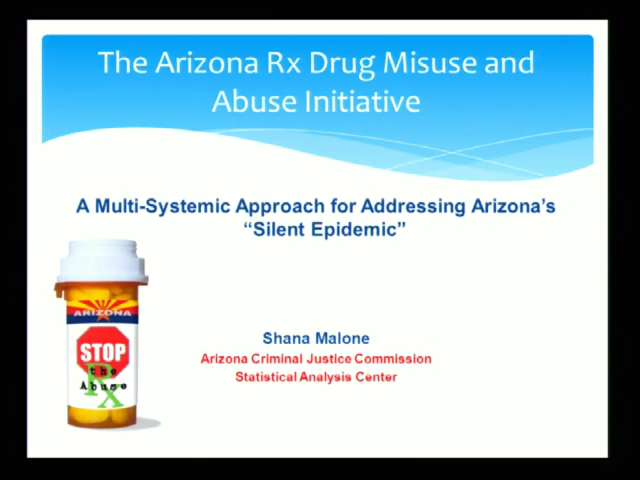 The Arizona Rx Drug Misuse and
Abuse Initiative
A Multi-Systemic Approach for Addressing Arizona's
“Silent Epidemic”
ARIZONA
STOP
the
Abuse
Rx
Shana Malone
Arizona Criminal Justice Commission
Statistical Analysis Center